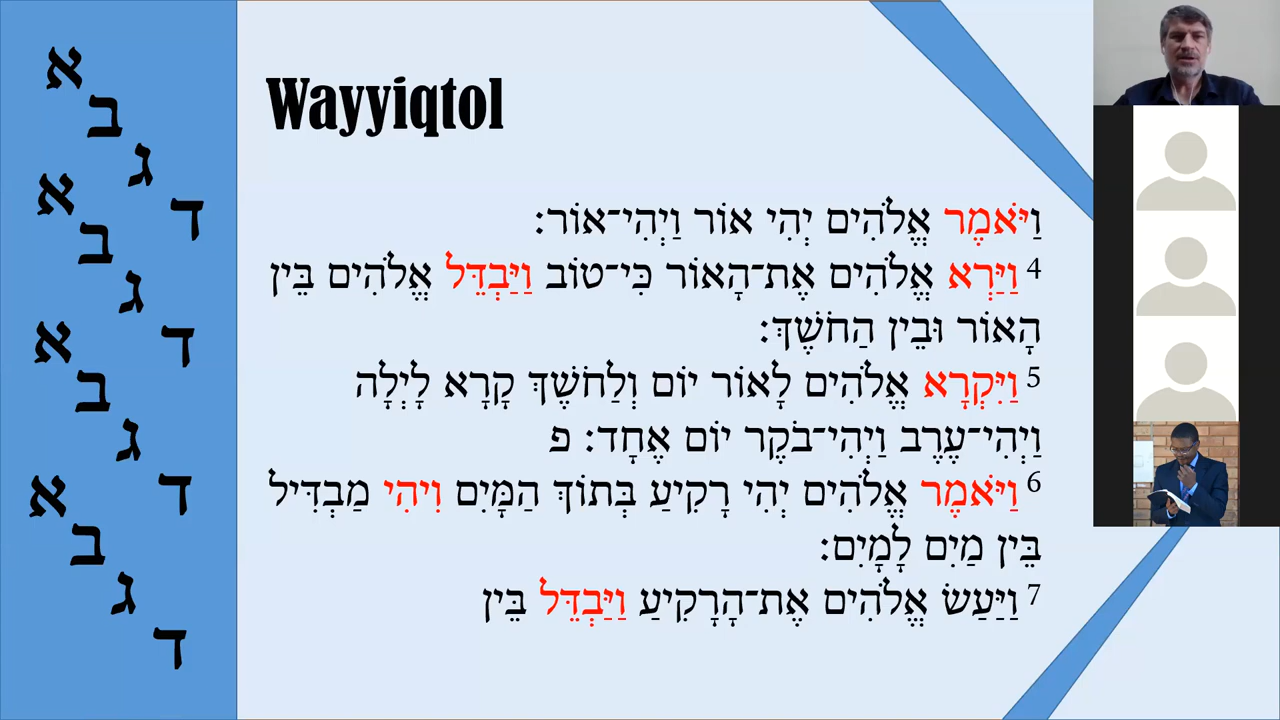 Wayyiqtol
וַיֹּאמֶר אֱלֹהִים יְהִי אוֹר וַיְהִי־אוֹר׃
4 וַיַּרְא אֱלֹהִים אֶת־הָאוֹר כִּי־טוֹב וַיַּבְדֵּל אֱלֹהִים בֵּין
הָאוֹר וּבֵין הַחֹשֶׁךְ׃
5 וַיִּקְרָא אֱלֹהִים לָאוֹר יוֹם וְלַחֹשֶׁךְ קָרָא לָיְלָה
וַיְהִי־עֶרֶב וַיְהִי־בֹקֶר יוֹם אֶחָד׃ פ
6 וַיֹּאמֶר אֱלֹהִים יְהִי רָקִיעַ בְּתוֹךְ הַמָּיִם וִיהִי מַבְדִּיל
בֵּין מַיִם לָמָיִם׃
7 וַיַּעַשׂ אֱלֹהִים אֶת־הָרָקִיעַ וַיַּבְדֵּל בֵּין
א
ב
ג
ד
א
ב
ג
ד
א
ב
ג
ד
א
ב
ג
ד